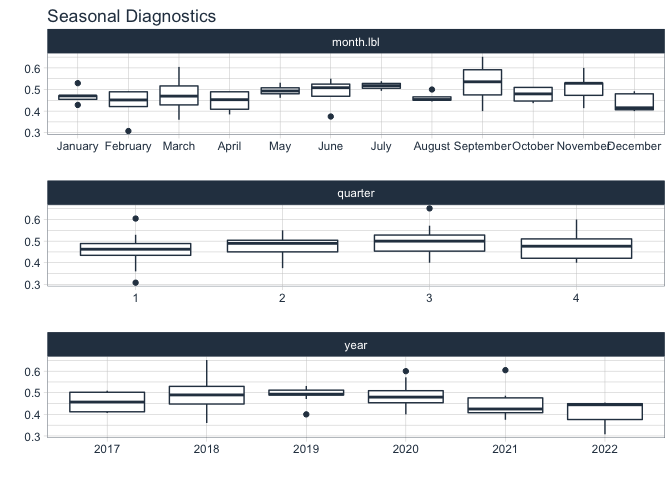 Seasonal Diagnostics
month.lbl
0.6
0.5
0.4
0.3
January February March April May June July August September October November December
quarter
0.6
0.5
0.4
0.3
1 2 3 4
year
0.6
0.5
0.4
0.3
2017 2018 2019 2020 2021 2022